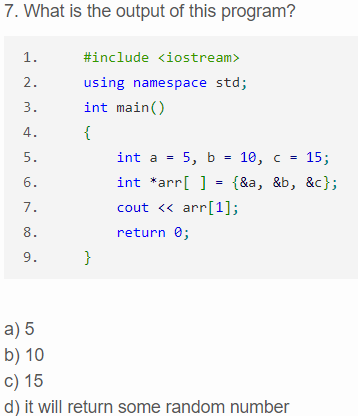 7. What is the output of this program?
1. #include <iostream>
2. using namespace std;
3. int main()
4. {
5. int a = 5, b = 10, c = 15;
6. int *arr[ ] = {&a, &b, &c};
7. cout << arr[1];
8. return 0;
9. }
a) 5
b) 10
c) 15
d) it will return some random number